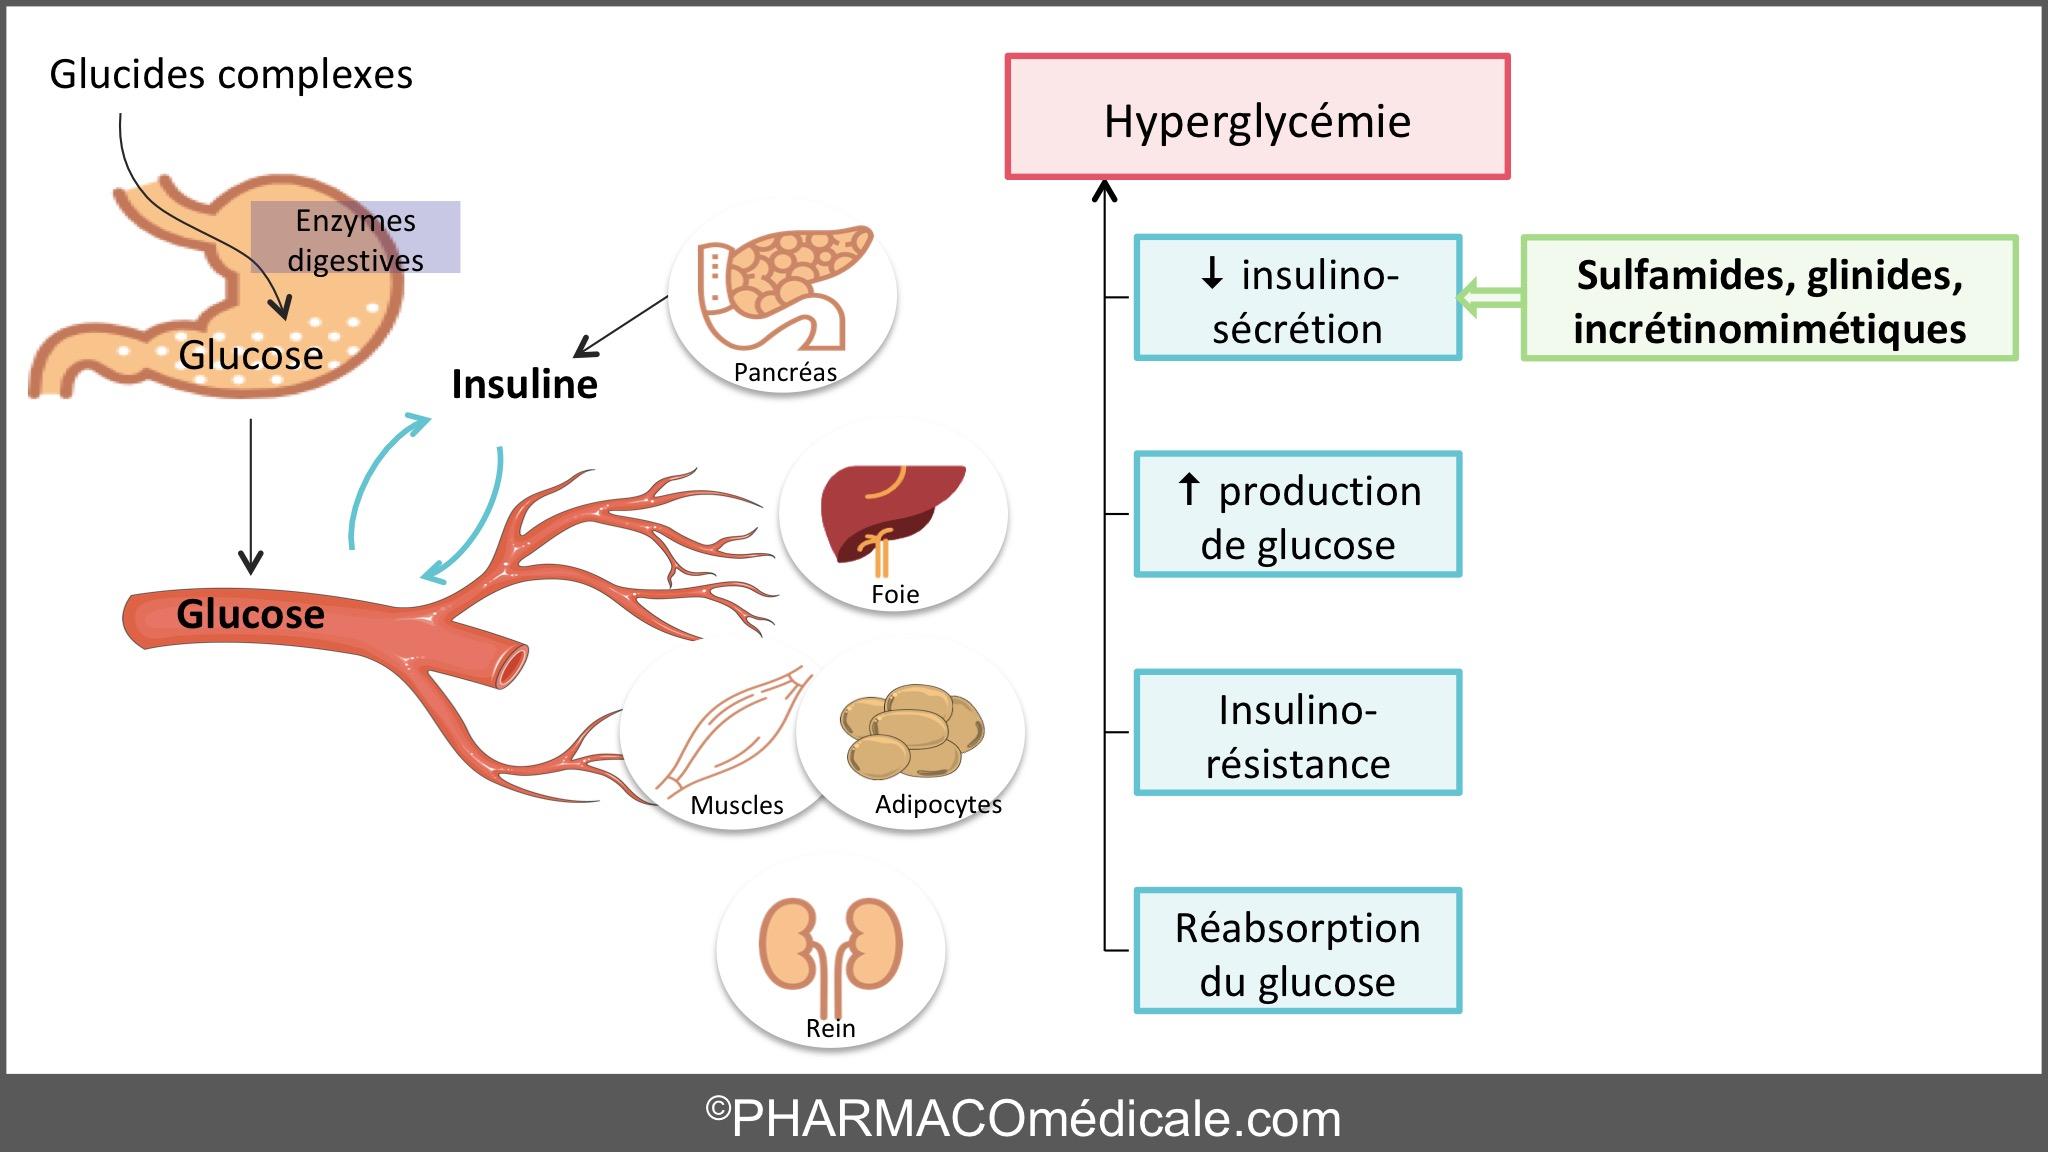 Glucides complexes
Enzymes
digestives
Glucose
Insuline
Pancréas
Foie
Glucose
Muscles
Adipocytes
Rein
Hyperglycémie
↓ insulino-
sécrétion
Sulfamides, glinides,
incrétinomimétiques
↑ production
de glucose
Insulino-
résistance
Réabsorption
du glucose
©PHARMACOmédicale.com